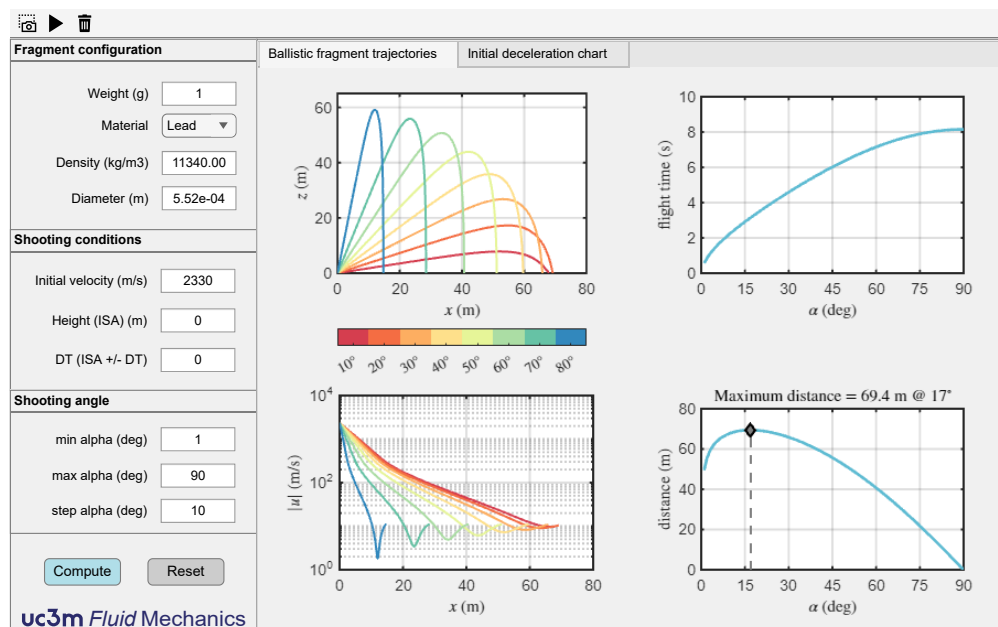 Fragment configuration
Weight (g) 1
Material Lead
Density (kg/m3) 11340.00
Diameter (m) 5.52e-04
Shooting conditions
Initial velocity (m/s) 2330
Height (ISA) (m) 0
DT (ISA +/- DT) 0
Shooting angle
min alpha (deg) 1
max alpha (deg) 90
step alpha (deg) 10
Compute Reset
uc3m Fluid Mechanics
Ballistic fragment trajectories Initial deceleration chart
60
40
20
0
z (m)
0 20 40 60 80
x (m)
10° 20° 30° 40° 50° 60° 70° 80°
10
8
6
4
2
0
flight time (s)
0 15 30 45 60 75 90
α (deg)
10⁴
10²
10⁰
|u| (m/s)
0 20 40 60 80
x (m)
Maximum distance = 69.4 m @ 17°
80
60
40
20
0
distance (m)
0 15 30 45 60 75 90
α (deg)